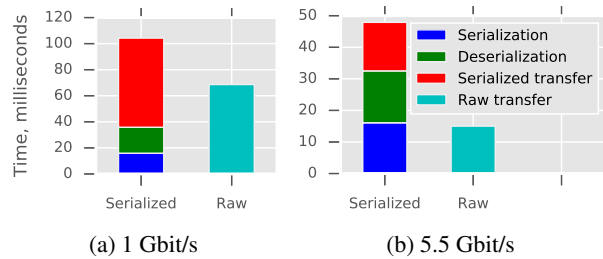 Time, milliseconds
120
100
80
60
40
20
0
Serialized Raw
(a) 1 Gbit/s
50
40
30
20
10
0
Serialization
Deserialization
Serialized transfer
Raw transfer
Serialized Raw
(b) 5.5 Gbit/s